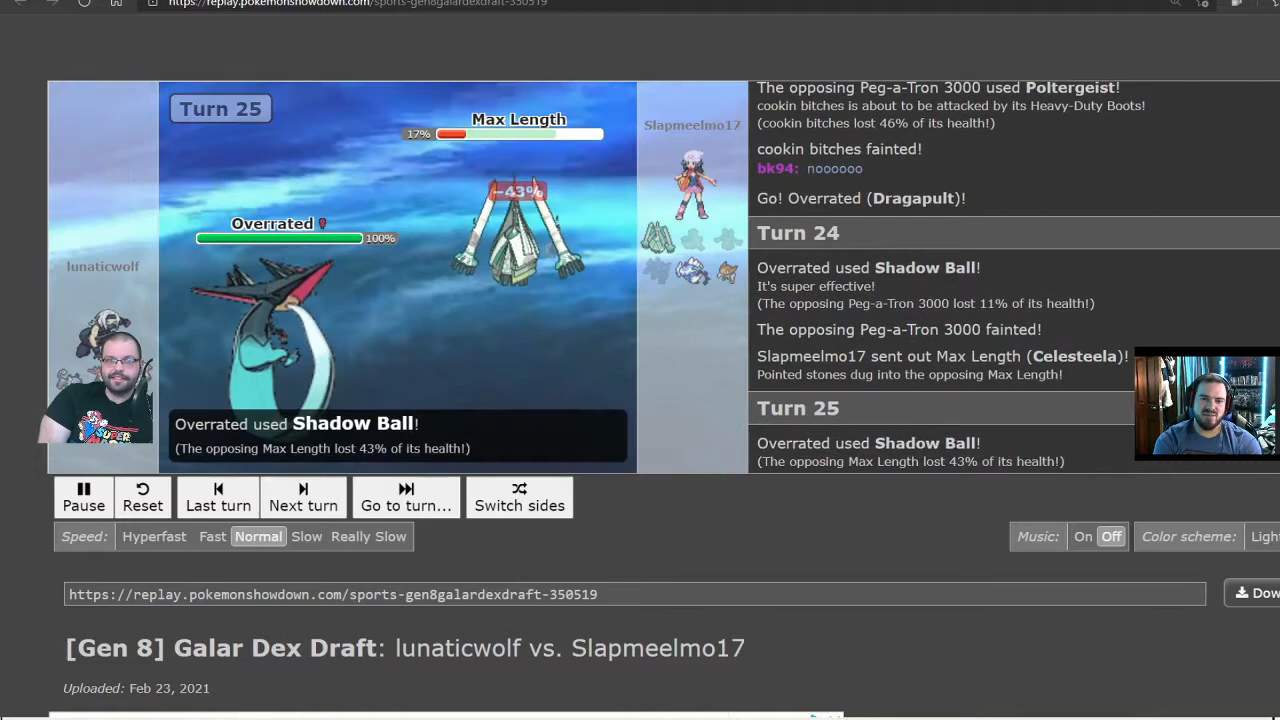 https://replay.pokemonshowdown.com/sports-gen8galardexdraft-350519
Turn 25
Max Length
17%
-43%
Overrated
100%
lunaticwolf
Slapmeelmo17
Overrated used Shadow Ball!
(The opposing Max Length lost 43% of its health!)
The opposing Peg-a-Tron 3000 used Poltergeist!
cookin bitches is about to be attacked by its Heavy-Duty Boots!
(cookin bitches lost 46% of its health!)
cookin bitches fainted!
bk94: noooooo
Go! Overrated (Dragapult)!
Turn 24
Overrated used Shadow Ball!
It's super effective!
(The opposing Peg-a-Tron 3000 lost 11% of its health!)
The opposing Peg-a-Tron 3000 fainted!
Slapmeelmo17 sent out Max Length (Celesteela)!
Pointed stones dug into the opposing Max Length!
Turn 25
Overrated used Shadow Ball!
(The opposing Max Length lost 43% of its health!)
Pause
Reset
Last turn
Next turn
Go to turn...
Switch sides
Speed: Hyperfast Fast Normal Slow Really Slow
Music: On Off
Color scheme: Ligh
https://replay.pokemonshowdown.com/sports-gen8galardexdraft-350519
Dow
[Gen 8] Galar Dex Draft: lunaticwolf vs. Slapmeelmo17
Uploaded: Feb 23, 2021